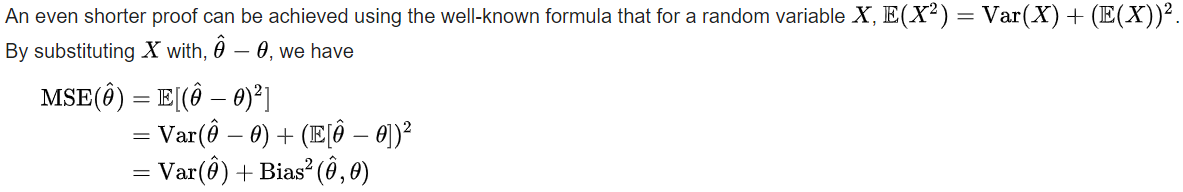 An even shorter proof can be achieved using the well-known formula that for a random variable X, 𝔼(X²) = Var(X) + (𝔼(X))².
By substituting X with, θ̂ − θ, we have
MSE(θ̂) = 𝔼[(θ̂ − θ)²]
= Var(θ̂ − θ) + (𝔼[θ̂ − θ])²
= Var(θ̂) + Bias²(θ̂, θ)